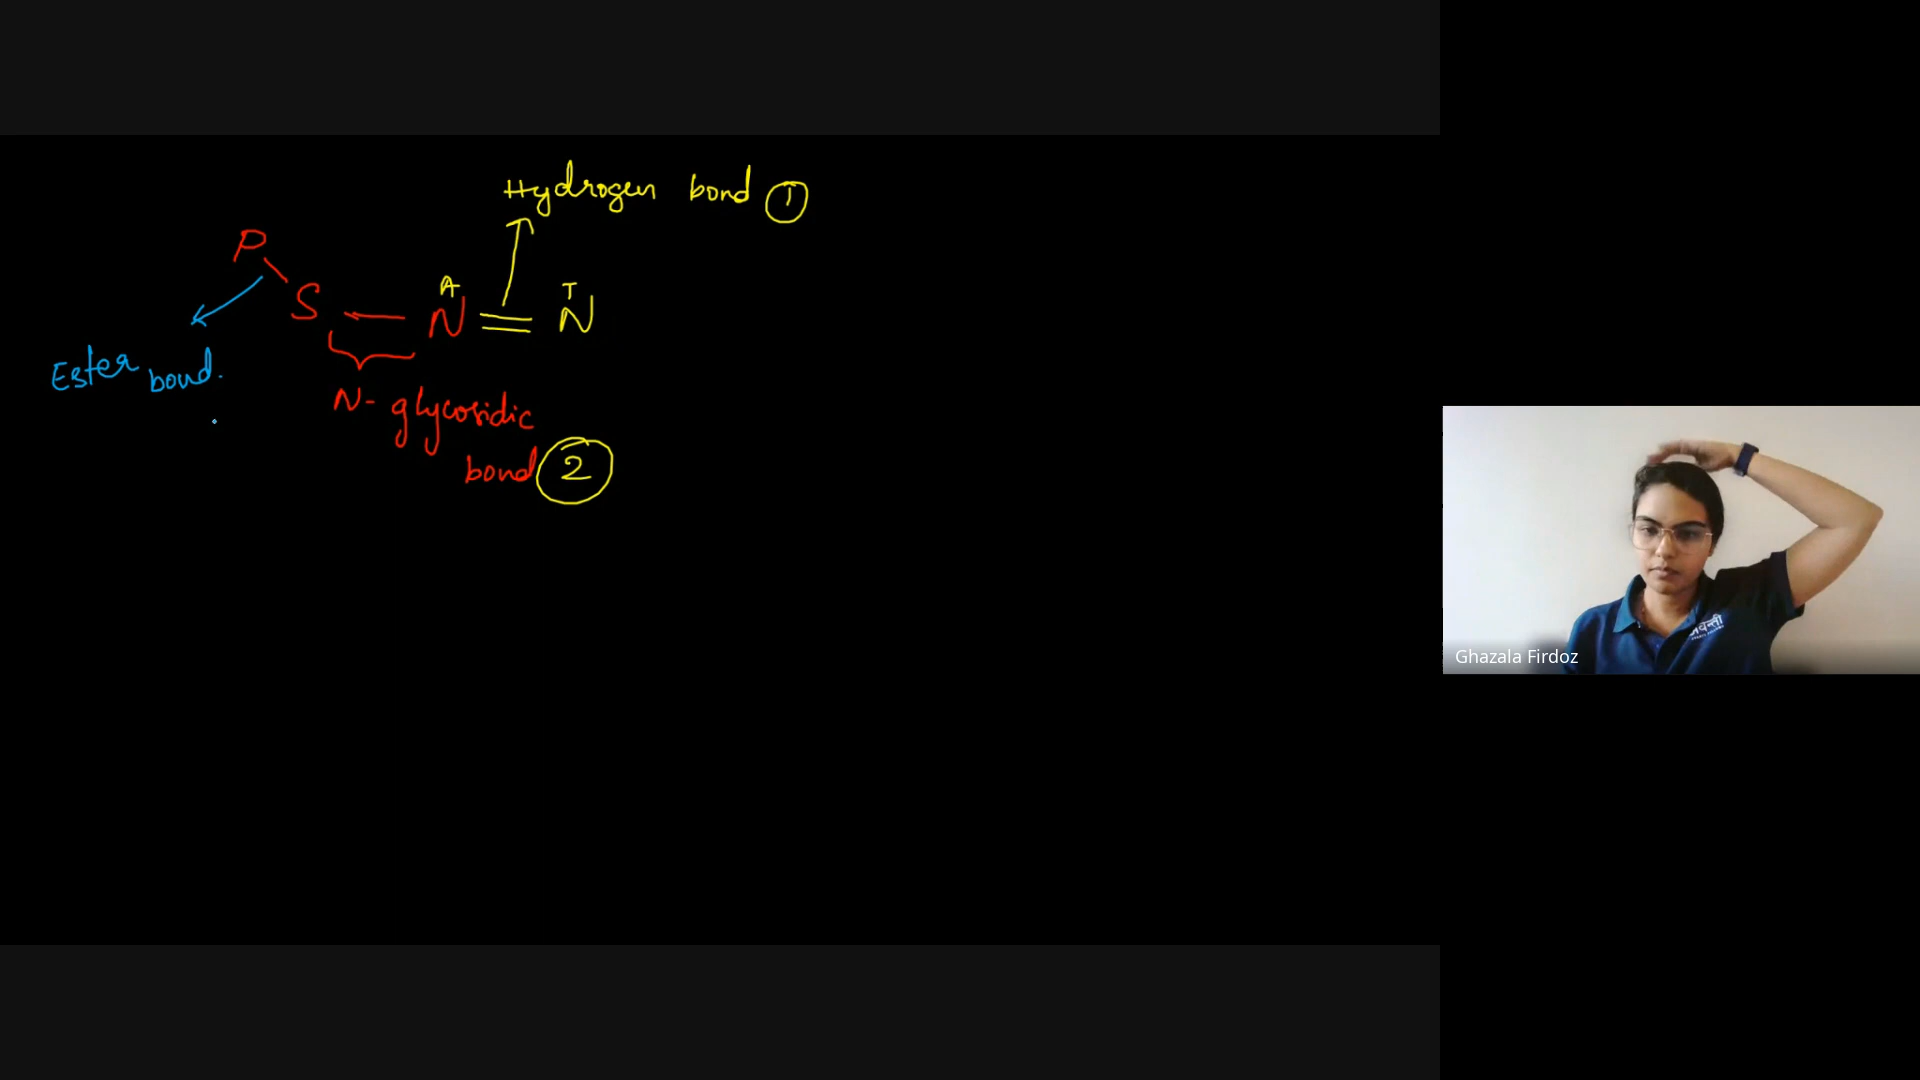 Hydrogen bond 1
P
S
A
N
T
N
Ester bond.
N- glycosidic
bond 2
Ghazala Firdoz